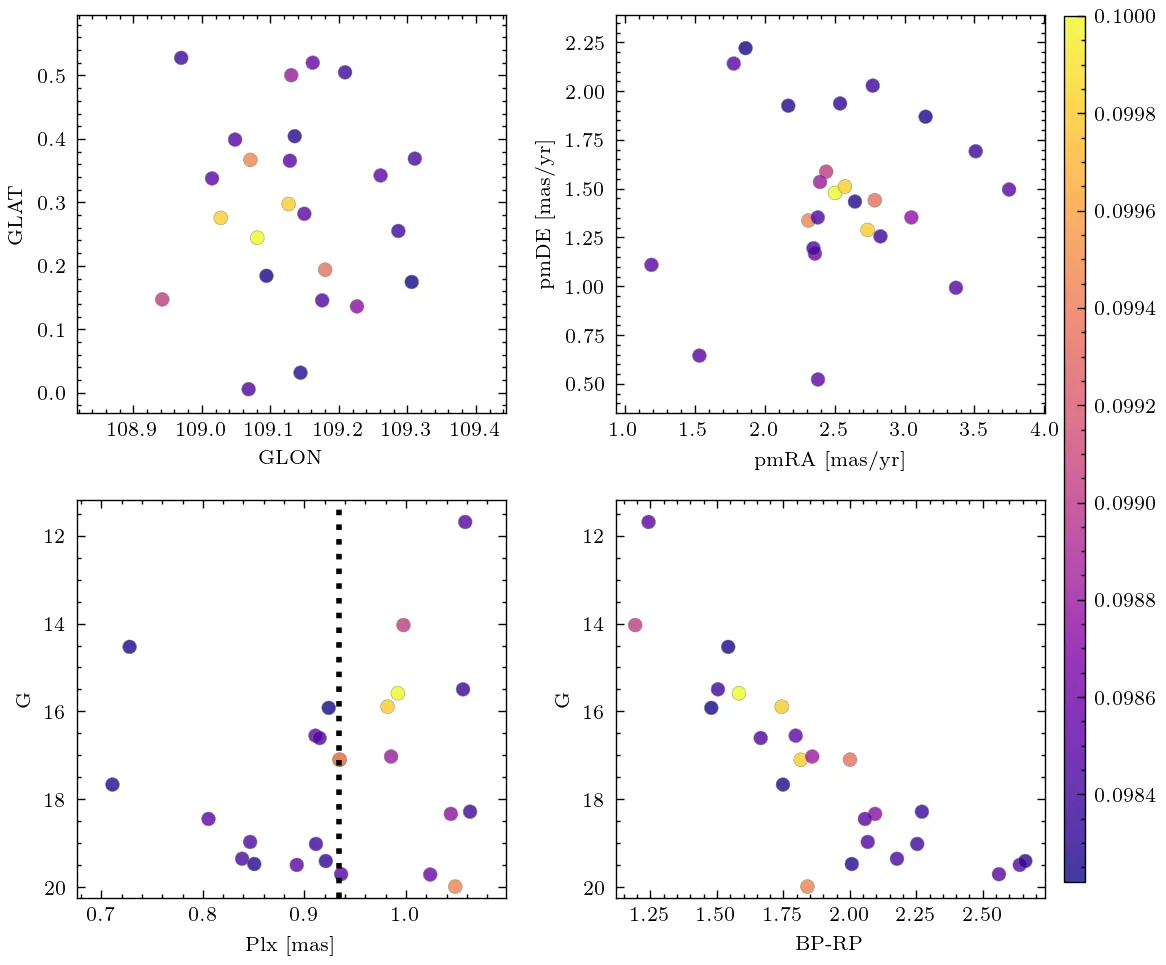 0.5
0.4
0.3
0.2
0.1
0.0
GLAT
108.9 109.0 109.1 109.2 109.3 109.4
GLON
2.25
2.00
1.75
1.50
1.25
1.00
0.75
0.50
pmDE [mas/yr]
1.0 1.5 2.0 2.5 3.0 3.5 4.0
pmRA [mas/yr]
12
14
16
18
20
G
0.7 0.8 0.9 1.0
Plx [mas]
12
14
16
18
20
G
1.25 1.50 1.75 2.00 2.25 2.50
BP-RP
0.1000
0.0998
0.0996
0.0994
0.0992
0.0990
0.0988
0.0986
0.0984